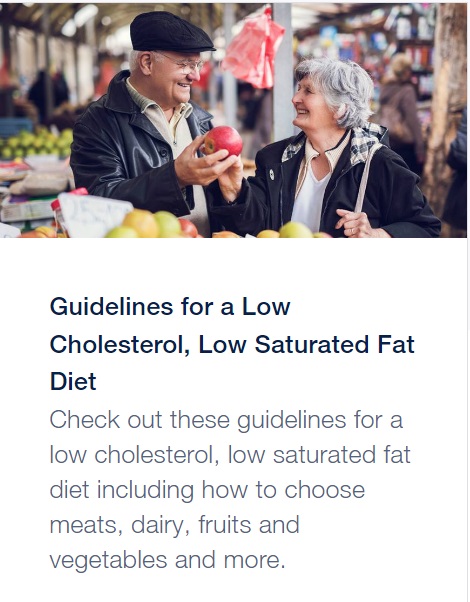 Guidelines for a Low
Cholesterol, Low Saturated Fat
Diet
Check out these guidelines for a
low cholesterol, low saturated fat
diet including how to choose
meats, dairy, fruits and
vegetables and more.